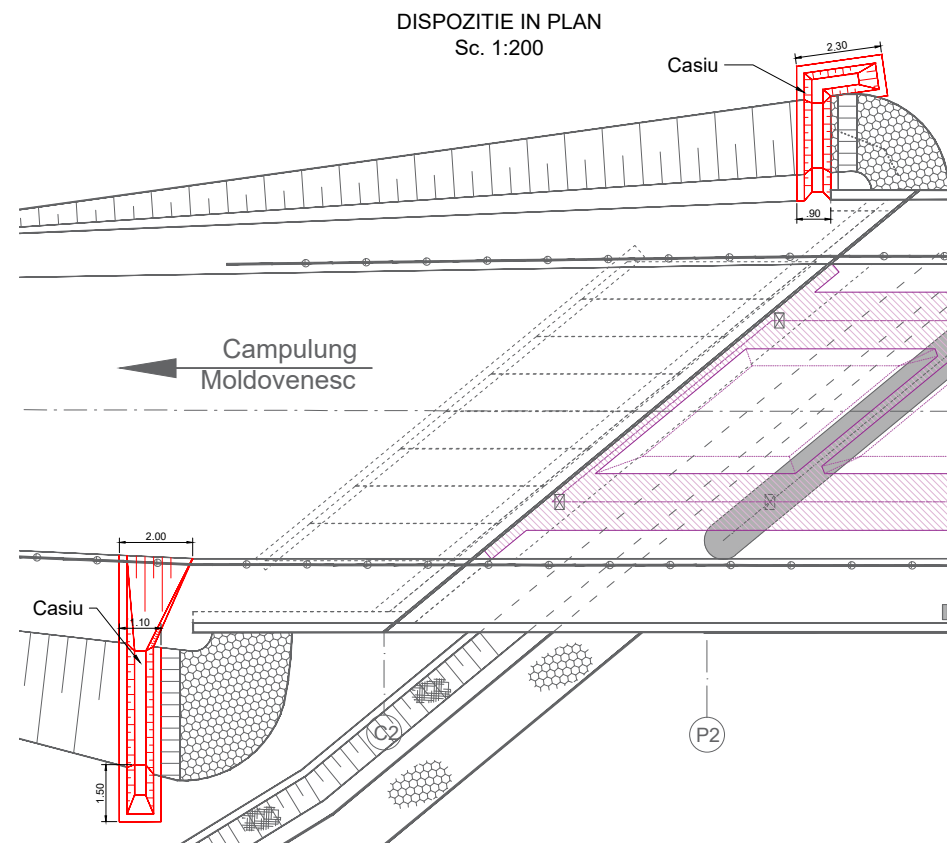 DISPOZITIE IN PLAN
Sc. 1:200
2.30
Casiu
.90
Campulung
Moldovenesc
2.00
Casiu
1.10
C2
P2
1.50